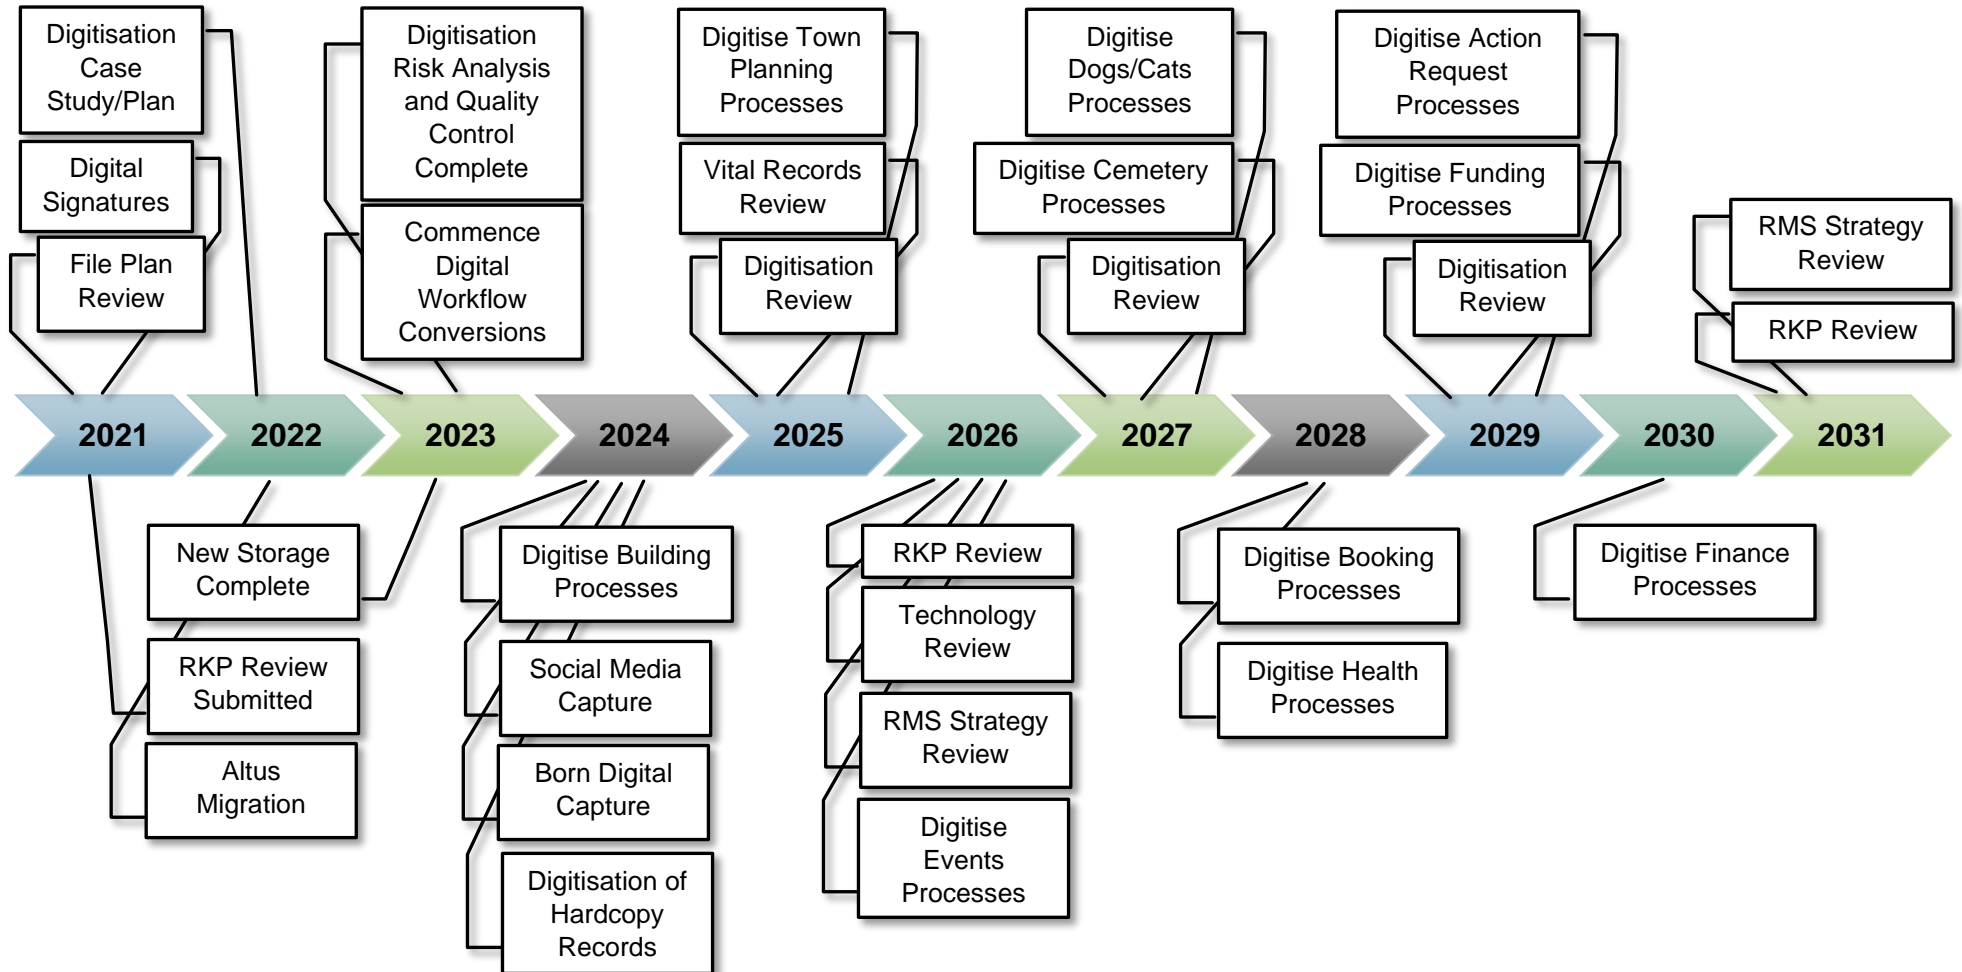 Digitisation
Case
Study/Plan
Digital
Signatures
File Plan
Review
Digitisation
Risk Analysis
and Quality
Control
Complete
Commence
Digital
Workflow
Conversions
Digitise Town
Planning
Processes
Vital Records
Review
Digitisation
Review
Digitise
Dogs/Cats
Processes
Digitise Cemetery
Processes
Digitisation
Review
Digitise Action
Request
Processes
Digitise Funding
Processes
Digitisation
Review
RMS Strategy
Review
RKP Review
2021
2022
2023
2024
2025
2026
2027
2028
2029
2030
2031
New Storage
Complete
RKP Review
Submitted
Altus
Migration
Digitise Building
Processes
Social Media
Capture
Born Digital
Capture
Digitisation of
Hardcopy
Records
RKP Review
Technology
Review
RMS Strategy
Review
Digitise
Events
Processes
Digitise Booking
Processes
Digitise Health
Processes
Digitise Finance
Processes